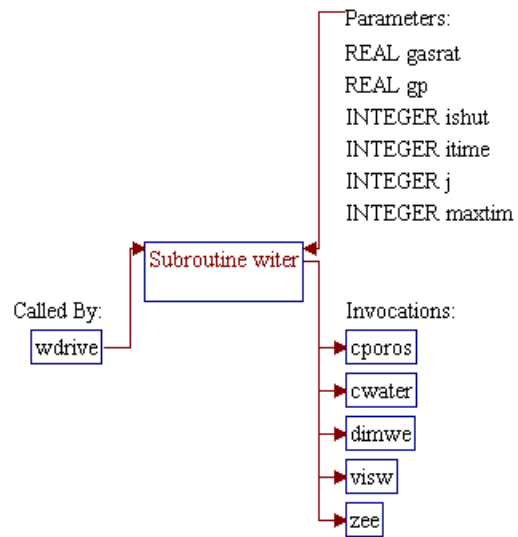 Parameters:
REAL gasrat
REAL gp
INTEGER ishut
INTEGER itime
INTEGER j
INTEGER maxtim
Subroutine witer
Called By:
wdrive
Invocations:
cporos
cwater
dimwe
visw
zee